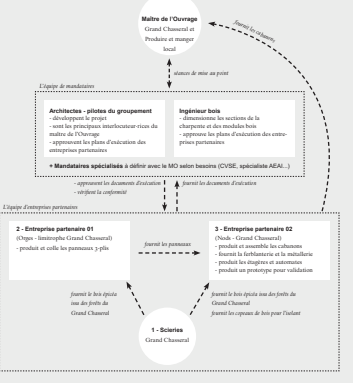 Maître de l'Ouvrage
Grand Chasseral et
Produire et manger
local
fournit les cabanons
séances de mise au point
L'équipe de mandataires
Architectes - pilotes du groupement
- développent le projet
- sont les principaux interlocuteur·rices du
maître de l'Ouvrage
- approuvent les plans d'exécution des
entreprises partenaires
Ingénieur bois
- dimensionne les sections de la
charpente et des modules bois
- approuve les plans d'exécution des entre-
prises partenaires
+ Mandataires spécialisés à définir avec le MO selon besoins (CVSE, spécialiste AEAI...)
- approuvent les documents d'exécution
- vérifient la conformité
fournissent les documents d'exécution
L'équipe d'entreprises partenaires
2 - Entreprise partenaire 01
(Orges - limitrophe Grand Chasseral)
- produit et colle les panneaux 3-plis
fournit les panneaux
3 - Entreprise partenaire 02
(Nods - Grand Chasseral)
- produit et assemble les cabanons
- fournit la ferblanterie et la métallerie
- produit les étagères et automates
- produit un prototype pour validation
fournit le bois épicéa
issu des forêts du
Grand Chasseral
fournit le bois épicéa issu des forêts du
Grand Chasseral
fournit les copeaux de bois pour l'isolant
1 - Scieries
Grand Chasseral